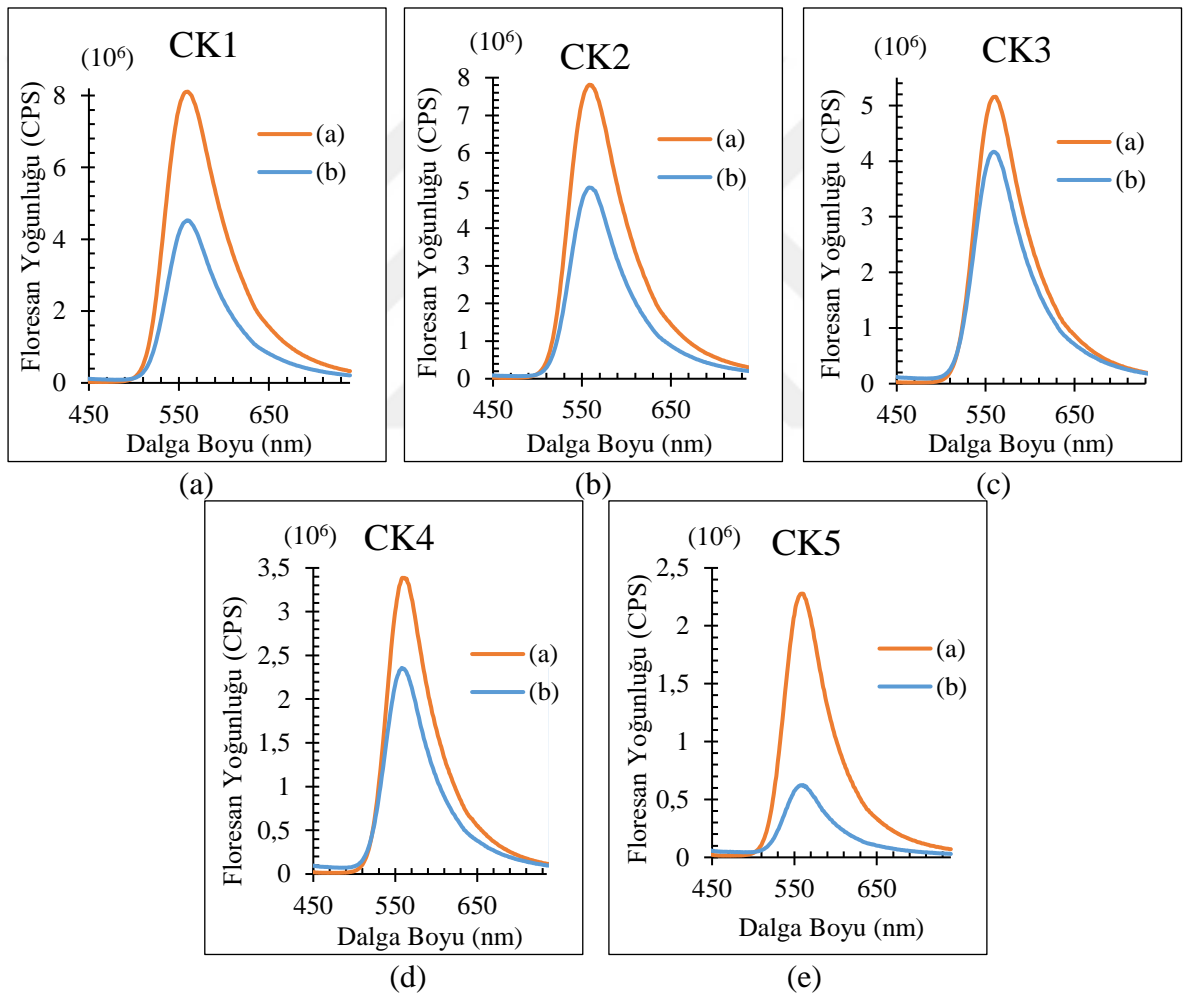 (10⁶)
CK1
Floresan Yoğunluğu (CPS)
8
6
4
2
0
450 550 650
Dalga Boyu (nm)
(a)
(b)
(a)
(10⁶)
CK2
Floresan Yoğunluğu (CPS)
8
7
6
5
4
3
2
1
0
450 550 650
Dalga Boyu (nm)
(a)
(b)
(b)
(10⁶)
CK3
Floresan Yoğunluğu (CPS)
5
4
3
2
1
0
450 550 650
Dalga Boyu (nm)
(a)
(b)
(c)
(10⁶)
CK4
Floresan Yoğunluğu (CPS)
3,5
3
2,5
2
1,5
1
0,5
0
450 550 650
Dalga Boyu (nm)
(a)
(b)
(d)
(10⁶)
CK5
Floresan Yoğunluğu (CPS)
2,5
2
1,5
1
0,5
0
450 550 650
Dalga Boyu (nm)
(a)
(b)
(e)